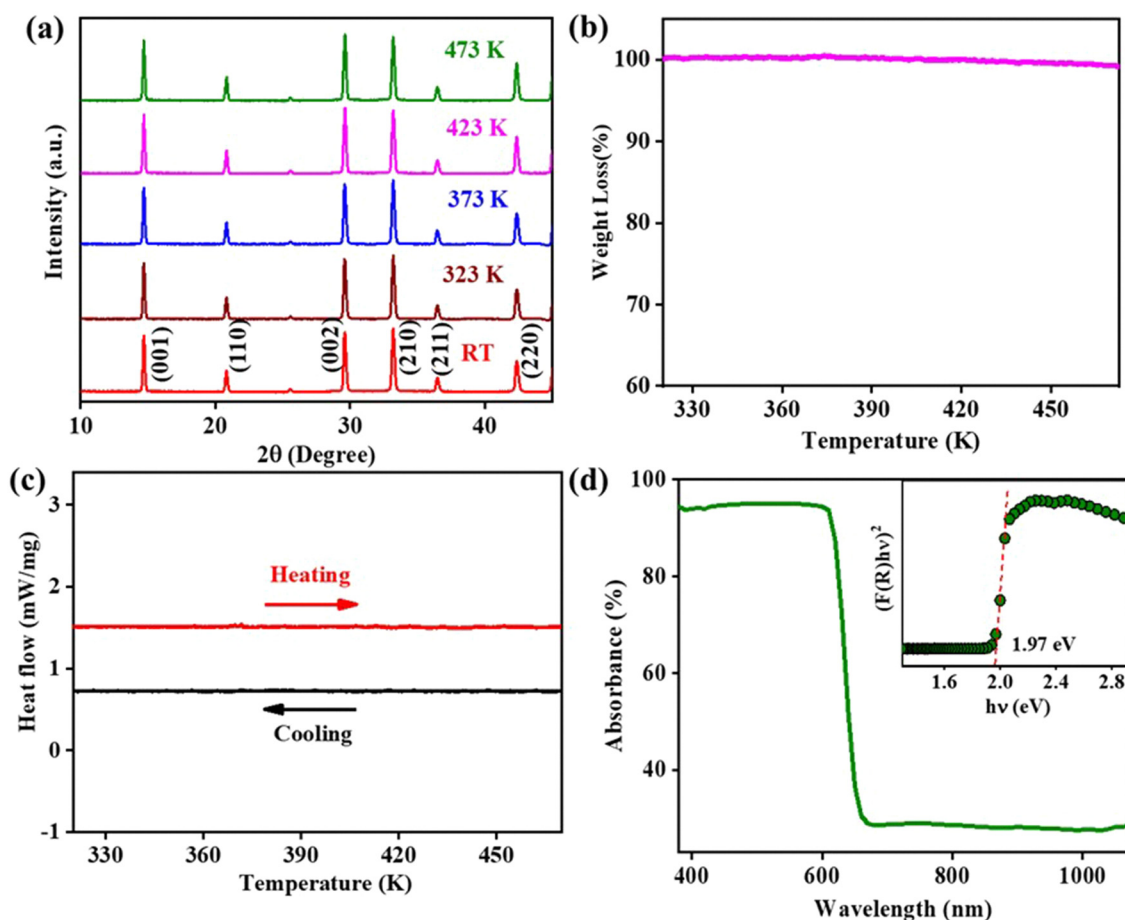 (a)
473 K
423 K
373 K
323 K
RT
(001)
(110)
(002)
(210)
(211)
(220)
Intensity (a.u.)
10
20
30
40
2θ (Degree)
(b)
100
90
80
70
60
Weight Loss(%)
330
360
390
420
450
Temperature (K)
(c)
3
2
1
0
-1
Heat flow (mW/mg)
Heating
Cooling
330
360
390
420
450
Temperature (K)
(d)
100
80
60
40
Absorbance (%)
400
600
800
1000
Wavelength (nm)
(F(R)hν)²
1.97 eV
1.6
2.0
2.4
2.8
hν (eV)